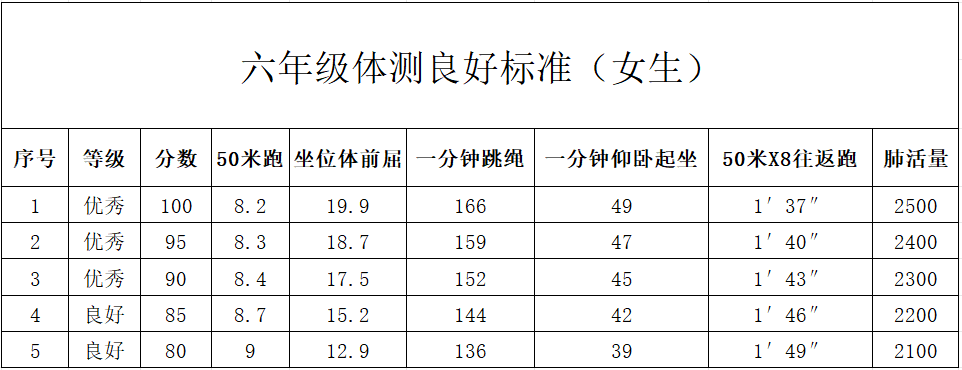 六年级体测良好标准（女生）
序号 等级 分数 50米跑 坐位体前屈 一分钟跳绳 一分钟仰卧起坐 50米X8往返跑 肺活量
1 优秀 100 8.2 19.9 166 49 1′37″ 2500
2 优秀 95 8.3 18.7 159 47 1′40″ 2400
3 优秀 90 8.4 17.5 152 45 1′43″ 2300
4 良好 85 8.7 15.2 144 42 1′46″ 2200
5 良好 80 9 12.9 136 39 1′49″ 2100